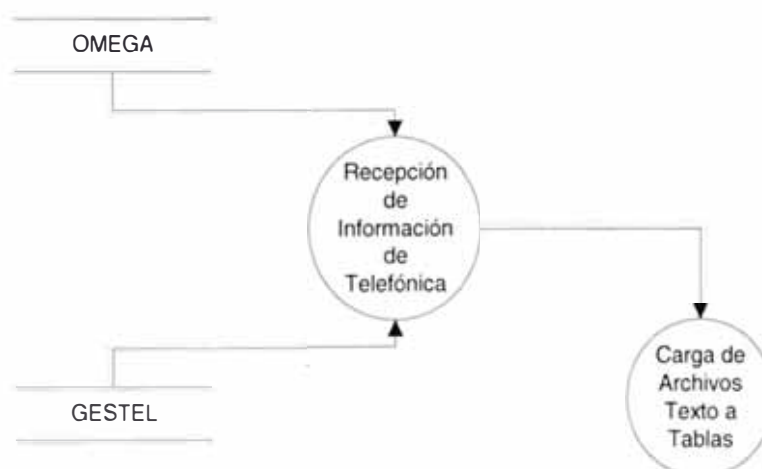 OMEGA
Recepción
de
Información
de
Telefónica
GESTEL
Carga de
Archivos
Texto a
Tablas